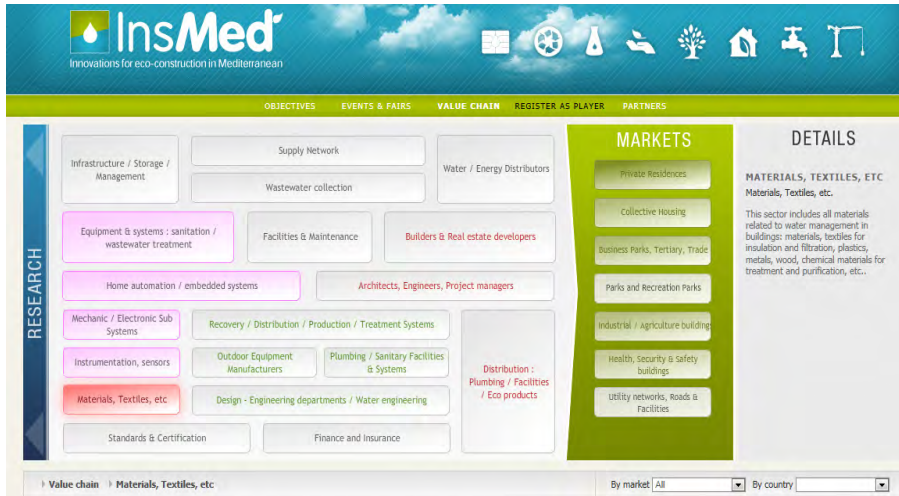 InsMed
Innovations for eco-construction in Mediterranean
OBJECTIVES EVENTS & FAIRS VALUE CHAIN REGISTER AS PLAYER PARTNERS
RESEARCH
Infrastructure / Storage /
Management
Supply Network
Wastewater collection
Water / Energy Distributors
Equipment & systems : sanitation /
wastewater treatment
Facilities & Maintenance
Builders & Real estate developers
Home automation / embedded systems
Architects, Engineers, Project managers
Mechanic / Electronic Sub
Systems
Recovery / Distribution / Production / Treatment Systems
Instrumentation, sensors
Outdoor Equipment
Manufacturers
Plumbing / Sanitary Facilities
& Systems
Distribution :
Plumbing / Facilities
/ Eco products
Materials, Textiles, etc
Design - Engineering departments / Water engineering
Standards & Certification
Finance and Insurance
MARKETS
Private Residences
Collective Housing
Business Parks, Tertiary, Trade
Parks and Recreation Parks
Industrial / Agriculture buildings
Health, Security & Safety
buildings
Utility networks, Roads &
Facilities
DETAILS
MATERIALS, TEXTILES, ETC
Materials, Textiles, etc.
This sector includes all materials
related to water management in
buildings: materials, textiles for
insulation and filtration, plastics,
metals, wood, chemical materials for
treatment and purification, etc..
Value chain Materials, Textiles, etc
By market All By country